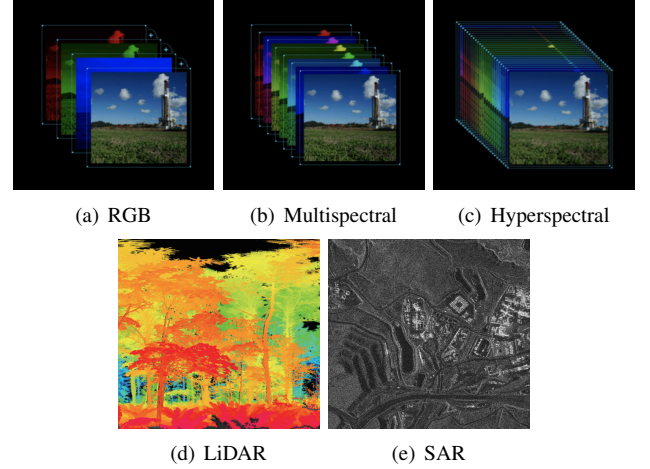 (a) RGB
(b) Multispectral
(c) Hyperspectral
(d) LiDAR
(e) SAR